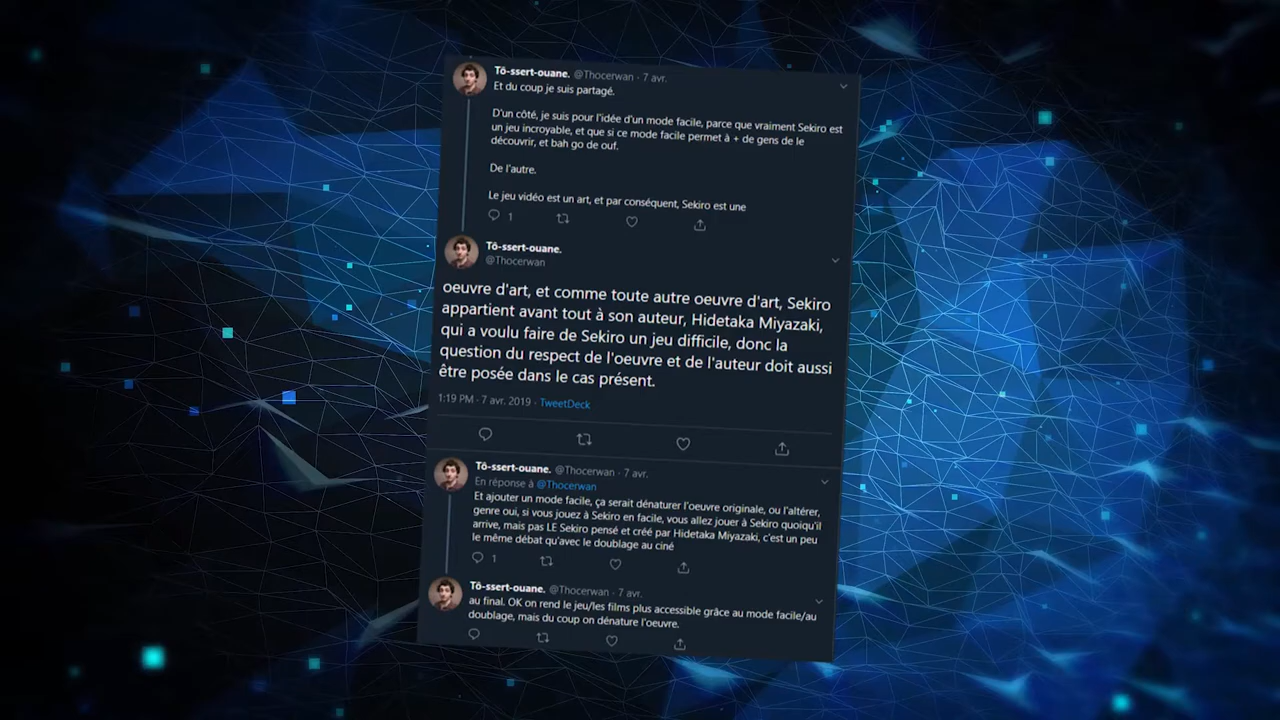 Tô-ssert-ouane. @Thocerwan · 7 avr.
Et du coup je suis partagé.
D'un côté, je suis pour l'idée d'un mode facile, parce que vraiment Sekiro est
un jeu incroyable, et que si ce mode facile permet à + de gens de le
découvrir, et bah go de ouf.
De l'autre.
Le jeu vidéo est un art, et par conséquent, Sekiro est une
1
Tô-ssert-ouane.
@Thocerwan
oeuvre d'art, et comme toute autre oeuvre d'art, Sekiro
appartient avant tout à son auteur, Hidetaka Miyazaki,
qui a voulu faire de Sekiro un jeu difficile, donc la
question du respect de l'oeuvre et de l'auteur doit aussi
être posée dans le cas présent.
1:19 PM · 7 avr. 2019 · TweetDeck
Tô-ssert-ouane. @Thocerwan · 7 avr.
En réponse à @Thocerwan
Et ajouter un mode facile, ça serait dénaturer l'oeuvre originale, ou l'altérer,
genre oui, si vous jouez à Sekiro en facile, vous allez jouer à Sekiro quoiqu'il
arrive, mais pas LE Sekiro pensé et créé par Hidetaka Miyazaki, c'est un peu
le même débat qu'avec le doublage au ciné
1
Tô-ssert-ouane. @Thocerwan · 7 avr.
au final. OK on rend le jeu/les films plus accessible grâce au mode facile/au
doublage, mais du coup on dénature l'oeuvre.